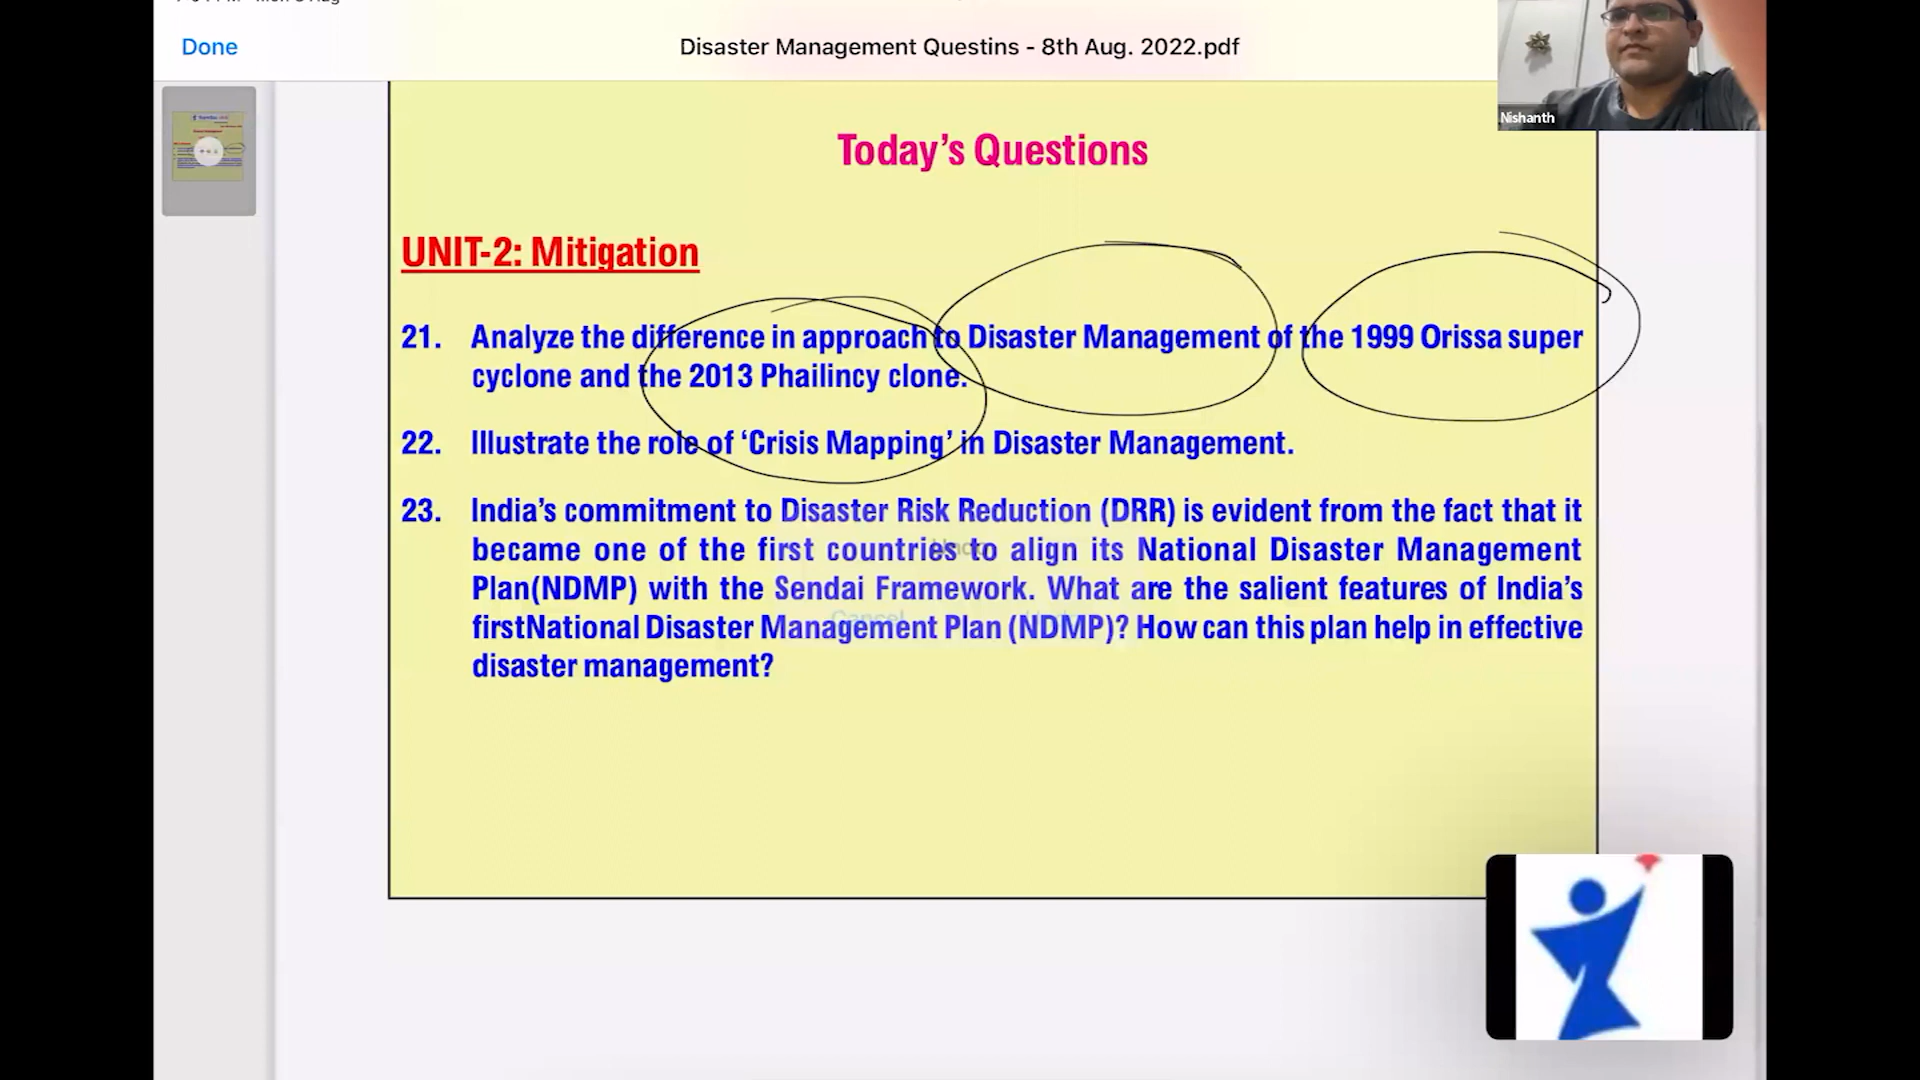 Done
Disaster Management Questins - 8th Aug. 2022.pdf
Nishanth
Today's Questions
UNIT-2: Mitigation
21. Analyze the difference in approach to Disaster Management of the 1999 Orissa super
cyclone and the 2013 Phailincy clone.
22. Illustrate the role of ‘Crisis Mapping’ in Disaster Management.
23. India's commitment to Disaster Risk Reduction (DRR) is evident from the fact that it
became one of the first countries to align its National Disaster Management
Plan(NDMP) with the Sendai Framework. What are the salient features of India's
firstNational Disaster Management Plan (NDMP)? How can this plan help in effective
disaster management?
Cancel